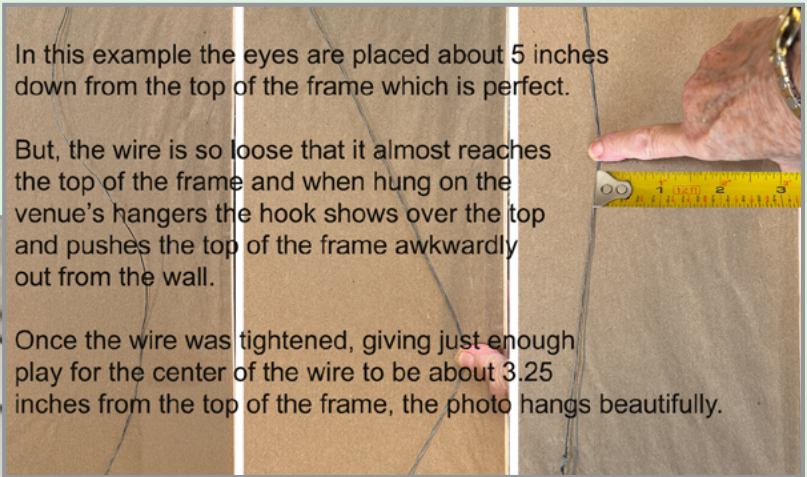 In this example the eyes are placed about 5 inches
down from the top of the frame which is perfect.
But, the wire is so loose that it almost reaches
the top of the frame and when hung on the
venue's hangers the hook shows over the top
and pushes the top of the frame awkwardly
out from the wall.
Once the wire was tightened, giving just enough
play for the center of the wire to be about 3.25
inches from the top of the frame, the photo hangs beautifully.
1 12ft 2 3